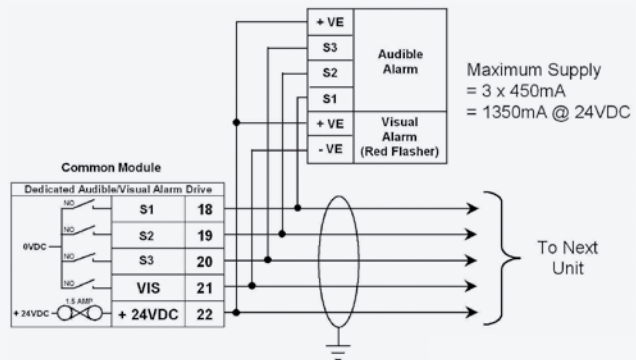 + VE
S3
S2
S1
Audible
Alarm
+ VE
- VE
Visual
Alarm
(Red Flasher)
Maximum Supply
= 3 x 450mA
= 1350mA @ 24VDC
Common Module
Dedicated Audible/Visual Alarm Drive
NO S1 18
NO S2 19
0VDC
NO S3 20
NO VIS 21
+ 24VDC 1.5 AMP + 24VDC 22
To Next
Unit